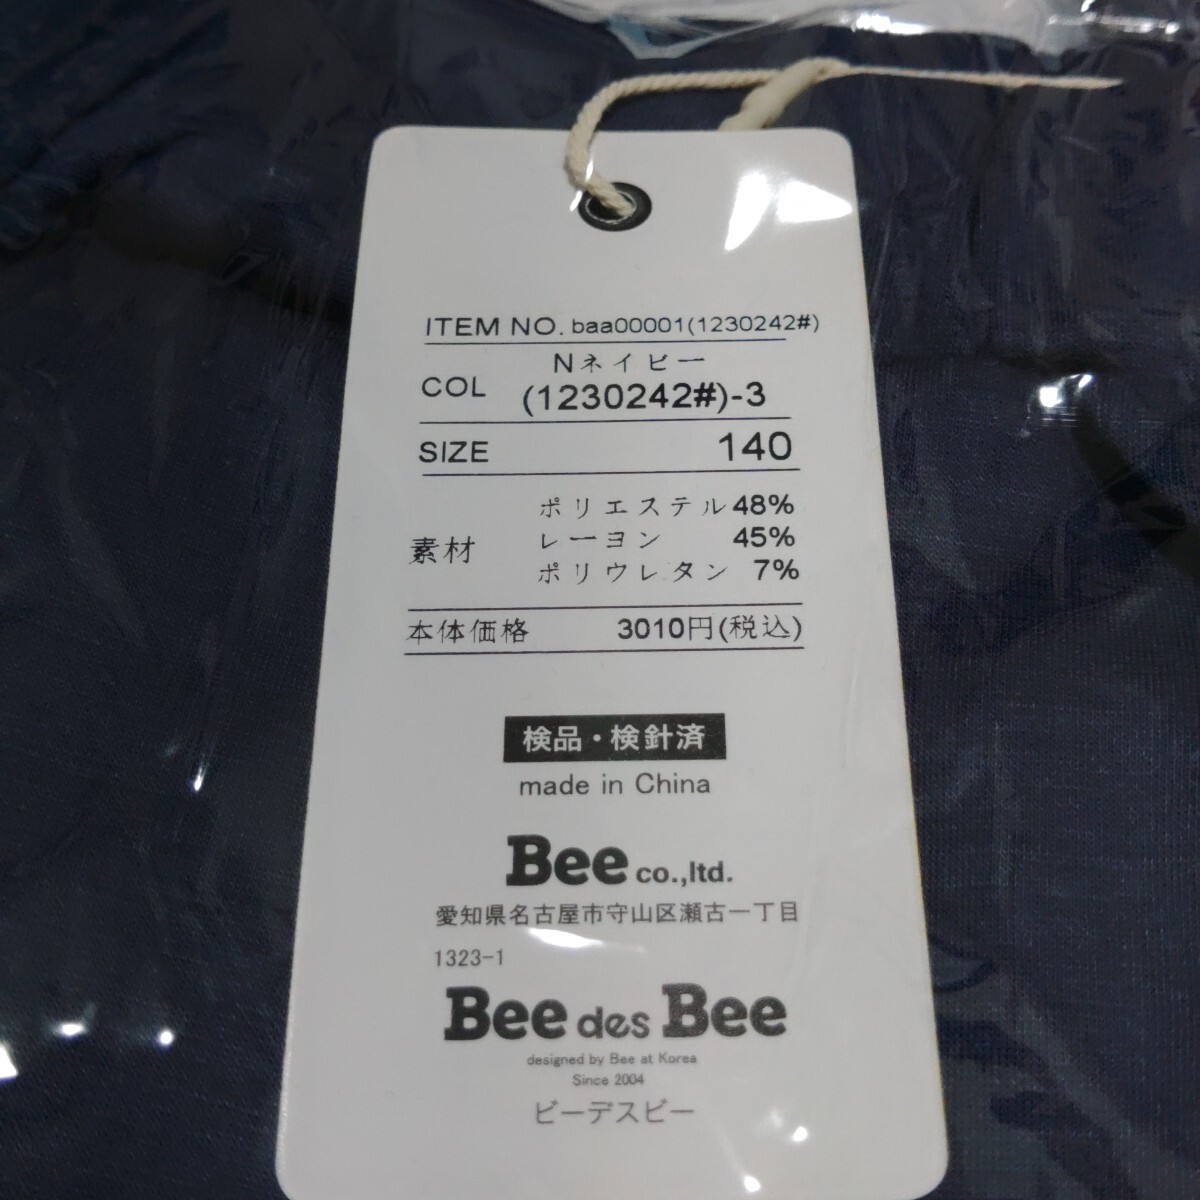 ITEM NO. baa00001(1230242#)
Nネイビー
COL (1230242#)-3
SIZE 140
素材
ポリエステル48%
レーヨン 45%
ポリウレタン 7%
本体価格 3010円(税込)
検品・検針済
made in China
Bee co.,ltd.
愛知県名古屋市守山区瀬古一丁目
1323-1
Bee des Bee
designed by Bee at Korea
Since 2004
ビーデスビー